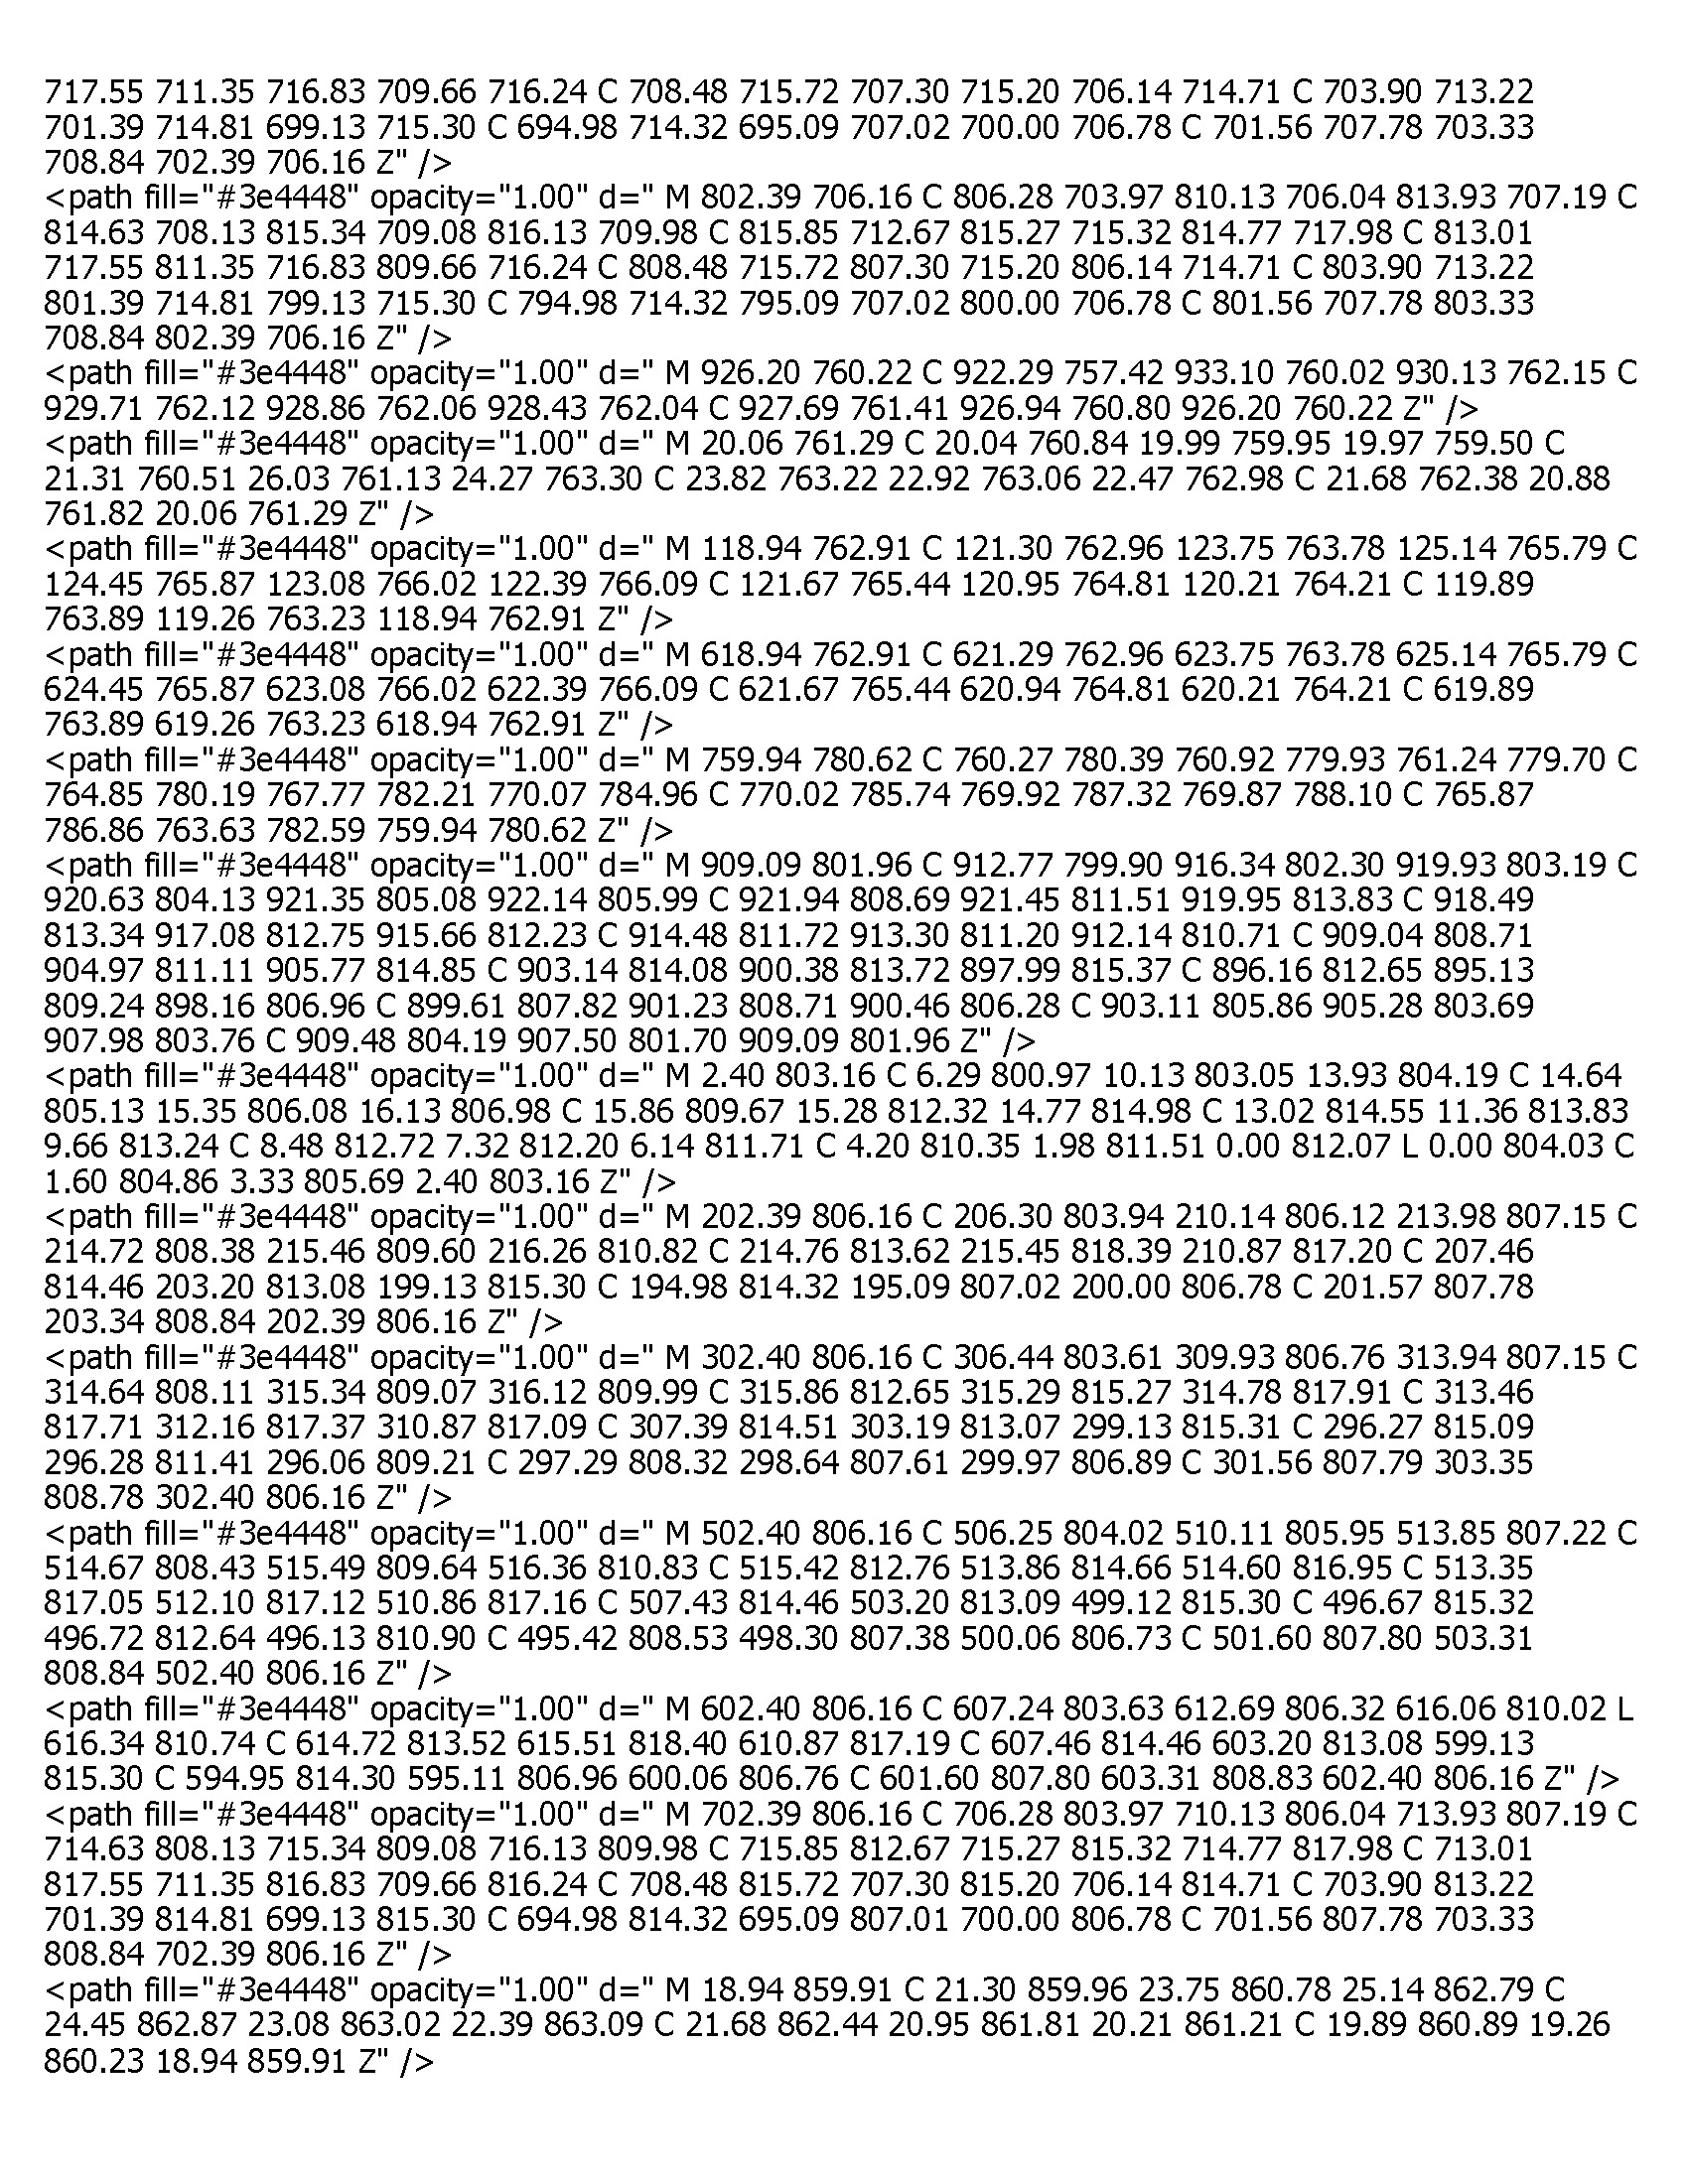 717.55 711.35 716.83 709.66 716.24 C 708.48 715.72 707.30 715.20 706.14 714.71 C 703.90 713.22
701.39 714.81 699.13 715.30 C 694.98 714.32 695.09 707.02 700.00 706.78 C 701.56 707.78 703.33
708.84 702.39 706.16 Z" />
<path fill="#3e4448" opacity="1.00" d=" M 802.39 706.16 C 806.28 703.97 810.13 706.04 813.93 707.19 C
814.63 708.13 815.34 709.08 816.13 709.98 C 815.85 712.67 815.27 715.32 814.77 717.98 C 813.01
717.55 811.35 716.83 809.66 716.24 C 808.48 715.72 807.30 715.20 806.14 714.71 C 803.90 713.22
801.39 714.81 799.13 715.30 C 794.98 714.32 795.09 707.02 800.00 706.78 C 801.56 707.78 803.33
708.84 802.39 706.16 Z" />
<path fill="#3e4448" opacity="1.00" d=" M 926.20 760.22 C 922.29 757.42 933.10 760.02 930.13 762.15 C
929.71 762.12 928.86 762.06 928.43 762.04 C 927.69 761.41 926.94 760.80 926.20 760.22 Z" />
<path fill="#3e4448" opacity="1.00" d=" M 20.06 761.29 C 20.04 760.84 19.99 759.95 19.97 759.50 C
21.31 760.51 26.03 761.13 24.27 763.30 C 23.82 763.22 22.92 763.06 22.47 762.98 C 21.68 762.38 20.88
761.82 20.06 761.29 Z" />
<path fill="#3e4448" opacity="1.00" d=" M 118.94 762.91 C 121.30 762.96 123.75 763.78 125.14 765.79 C
124.45 765.87 123.08 766.02 122.39 766.09 C 121.67 765.44 120.95 764.81 120.21 764.21 C 119.89
763.89 119.26 763.23 118.94 762.91 Z" />
<path fill="#3e4448" opacity="1.00" d=" M 618.94 762.91 C 621.29 762.96 623.75 763.78 625.14 765.79 C
624.45 765.87 623.08 766.02 622.39 766.09 C 621.67 765.44 620.94 764.81 620.21 764.21 C 619.89
763.89 619.26 763.23 618.94 762.91 Z" />
<path fill="#3e4448" opacity="1.00" d=" M 759.94 780.62 C 760.27 780.39 760.92 779.93 761.24 779.70 C
764.85 780.19 767.77 782.21 770.07 784.96 C 770.02 785.74 769.92 787.32 769.87 788.10 C 765.87
786.86 763.63 782.59 759.94 780.62 Z" />
<path fill="#3e4448" opacity="1.00" d=" M 909.09 801.96 C 912.77 799.90 916.34 802.30 919.93 803.19 C
920.63 804.13 921.35 805.08 922.14 805.99 C 921.94 808.69 921.45 811.51 919.95 813.83 C 918.49
813.34 917.08 812.75 915.66 812.23 C 914.48 811.72 913.30 811.20 912.14 810.71 C 909.04 808.71
904.97 811.11 905.77 814.85 C 903.14 814.08 900.38 813.72 897.99 815.37 C 896.16 812.65 895.13
809.24 898.16 806.96 C 899.61 807.82 901.23 808.71 900.46 806.28 C 903.11 805.86 905.28 803.69
907.98 803.76 C 909.48 804.19 907.50 801.70 909.09 801.96 Z" />
<path fill="#3e4448" opacity="1.00" d=" M 2.40 803.16 C 6.29 800.97 10.13 803.05 13.93 804.19 C 14.64
805.13 15.35 806.08 16.13 806.98 C 15.86 809.67 15.28 812.32 14.77 814.98 C 13.02 814.55 11.36 813.83
9.66 813.24 C 8.48 812.72 7.32 812.20 6.14 811.71 C 4.20 810.35 1.98 811.51 0.00 812.07 L 0.00 804.03 C
1.60 804.86 3.33 805.69 2.40 803.16 Z" />
<path fill="#3e4448" opacity="1.00" d=" M 202.39 806.16 C 206.30 803.94 210.14 806.12 213.98 807.15 C
214.72 808.38 215.46 809.60 216.26 810.82 C 214.76 813.62 215.45 818.39 210.87 817.20 C 207.46
814.46 203.20 813.08 199.13 815.30 C 194.98 814.32 195.09 807.02 200.00 806.78 C 201.57 807.78
203.34 808.84 202.39 806.16 Z" />
<path fill="#3e4448" opacity="1.00" d=" M 302.40 806.16 C 306.44 803.61 309.93 806.76 313.94 807.15 C
314.64 808.11 315.34 809.07 316.12 809.99 C 315.86 812.65 315.29 815.27 314.78 817.91 C 313.46
817.71 312.16 817.37 310.87 817.09 C 307.39 814.51 303.19 813.07 299.13 815.31 C 296.27 815.09
296.28 811.41 296.06 809.21 C 297.29 808.32 298.64 807.61 299.97 806.89 C 301.56 807.79 303.35
808.78 302.40 806.16 Z" />
<path fill="#3e4448" opacity="1.00" d=" M 502.40 806.16 C 506.25 804.02 510.11 805.95 513.85 807.22 C
514.67 808.43 515.49 809.64 516.36 810.83 C 515.42 812.76 513.86 814.66 514.60 816.95 C 513.35
817.05 512.10 817.12 510.86 817.16 C 507.43 814.46 503.20 813.09 499.12 815.30 C 496.67 815.32
496.72 812.64 496.13 810.90 C 495.42 808.53 498.30 807.38 500.06 806.73 C 501.60 807.80 503.31
808.84 502.40 806.16 Z" />
<path fill="#3e4448" opacity="1.00" d=" M 602.40 806.16 C 607.24 803.63 612.69 806.32 616.06 810.02 L
616.34 810.74 C 614.72 813.52 615.51 818.40 610.87 817.19 C 607.46 814.46 603.20 813.08 599.13
815.30 C 594.95 814.30 595.11 806.96 600.06 806.76 C 601.60 807.80 603.31 808.83 602.40 806.16 Z" />
<path fill="#3e4448" opacity="1.00" d=" M 702.39 806.16 C 706.28 803.97 710.13 806.04 713.93 807.19 C
714.63 808.13 715.34 809.08 716.13 809.98 C 715.85 812.67 715.27 815.32 714.77 817.98 C 713.01
817.55 711.35 816.83 709.66 816.24 C 708.48 815.72 707.30 815.20 706.14 814.71 C 703.90 813.22
701.39 814.81 699.13 815.30 C 694.98 814.32 695.09 807.01 700.00 806.78 C 701.56 807.78 703.33
808.84 702.39 806.16 Z" />
<path fill="#3e4448" opacity="1.00" d=" M 18.94 859.91 C 21.30 859.96 23.75 860.78 25.14 862.79 C
24.45 862.87 23.08 863.02 22.39 863.09 C 21.68 862.44 20.95 861.81 20.21 861.21 C 19.89 860.89 19.26
860.23 18.94 859.91 Z" />